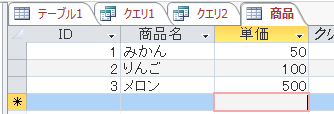 テーブル1 クエリ1 クエリ2 商品
ID 商品名 単価
1 みかん 50
2 りんご 100
3 メロン 500
*